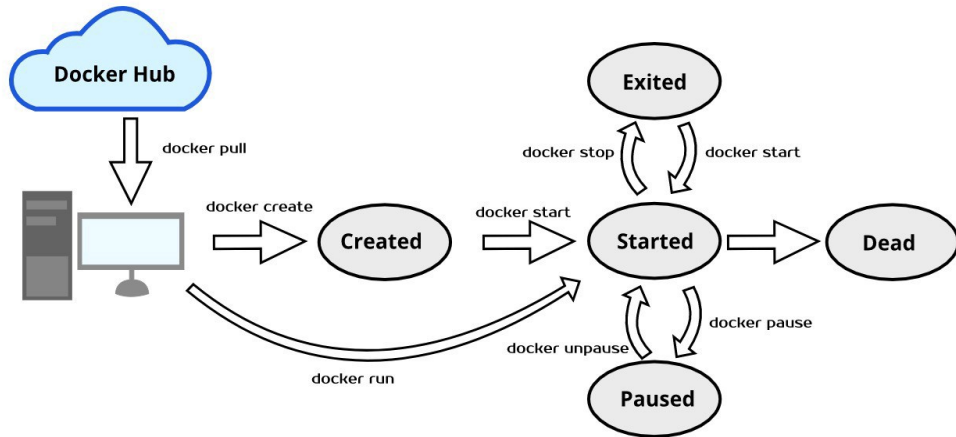 Docker Hub
Exited
docker pull
docker stop
docker start
docker create
docker start
Created
Started
Dead
docker pause
docker unpause
docker run
Paused